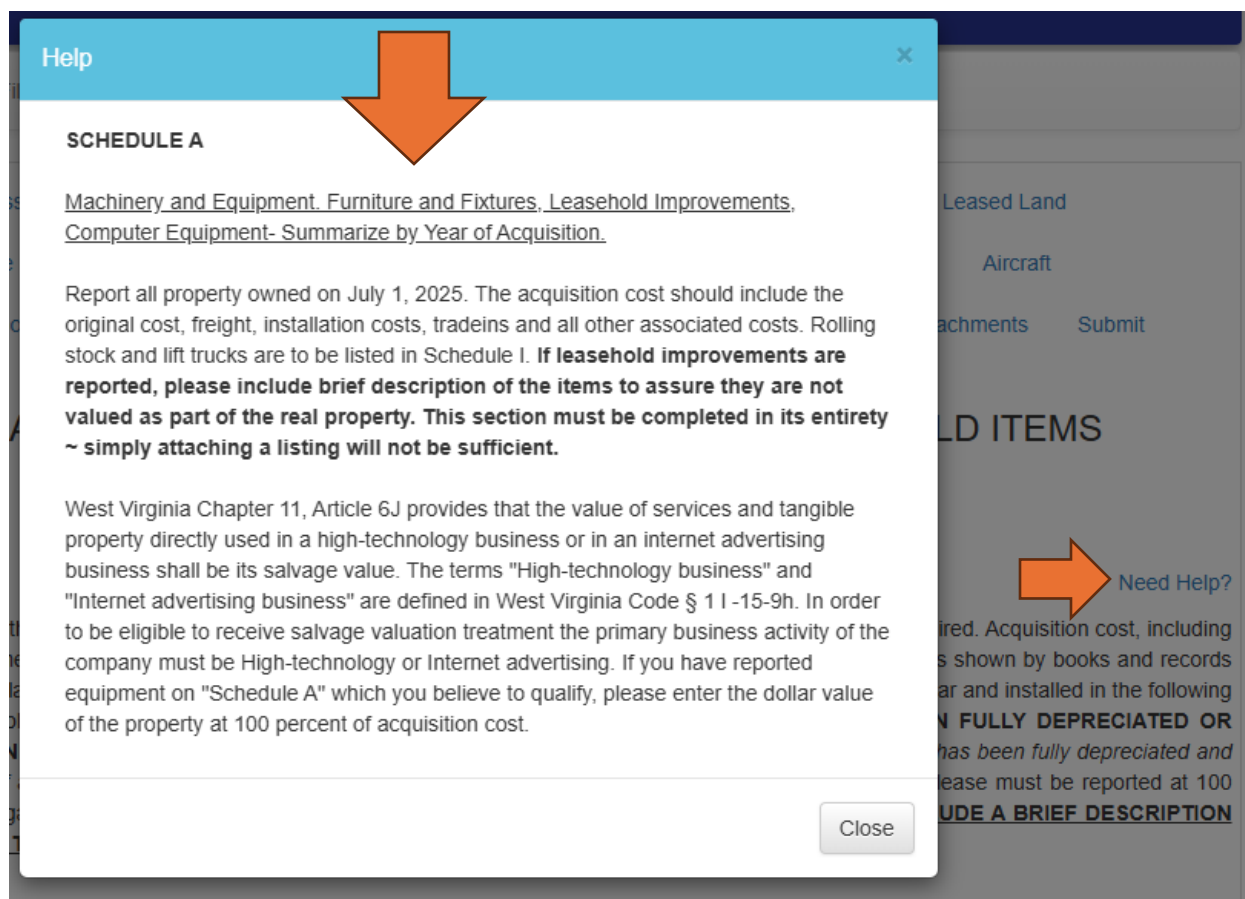 Help ×
SCHEDULE A
Machinery and Equipment. Furniture and Fixtures, Leasehold Improvements,
Computer Equipment- Summarize by Year of Acquisition.
Report all property owned on July 1, 2025. The acquisition cost should include the
original cost, freight, installation costs, tradeins and all other associated costs. Rolling
stock and lift trucks are to be listed in Schedule I. If leasehold improvements are
reported, please include brief description of the items to assure they are not
valued as part of the real property. This section must be completed in its entirety
~ simply attaching a listing will not be sufficient.
West Virginia Chapter 11, Article 6J provides that the value of services and tangible
property directly used in a high-technology business or in an internet advertising
business shall be its salvage value. The terms "High-technology business" and
"Internet advertising business" are defined in West Virginia Code § 1 I -15-9h. In order
to be eligible to receive salvage valuation treatment the primary business activity of the
company must be High-technology or Internet advertising. If you have reported
equipment on "Schedule A" which you believe to qualify, please enter the dollar value
of the property at 100 percent of acquisition cost.
Close
Leased Land
Aircraft
achments Submit
LD ITEMS
Need Help?
ired. Acquisition cost, including
s shown by books and records
ar and installed in the following
N FULLY DEPRECIATED OR
has been fully depreciated and
lease must be reported at 100
UDE A BRIEF DESCRIPTION